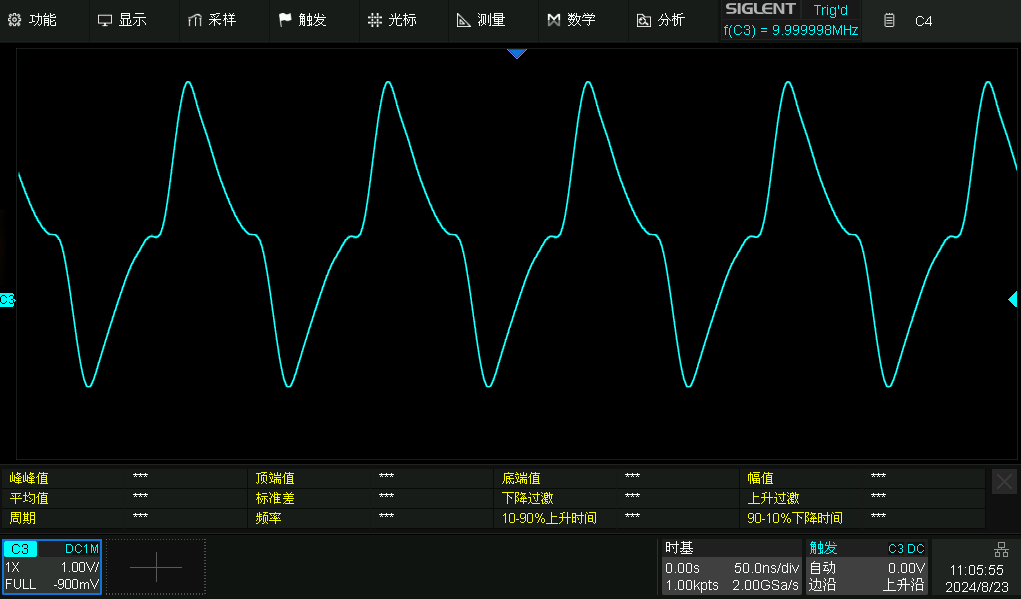 功能 显示 采样 触发 光标 测量 数学 分析 SIGLENT Trig'd C4
f(C3) = 9.999998MHz
C3
峰峰值 *** 顶端值 *** 底端值 *** 幅值 ***
平均值 *** 标准差 *** 下降过激 *** 上升过激 ***
周期 *** 频率 *** 10-90%上升时间 *** 90-10%下降时间 ***
C3 DC1M
1X 1.00V/
FULL -900mV
时基
0.00s 50.0ns/div
1.00kpts 2.00GSa/s
触发 C3 DC
自动 0.00V
边沿 上升沿
11:05:55
2024/8/23